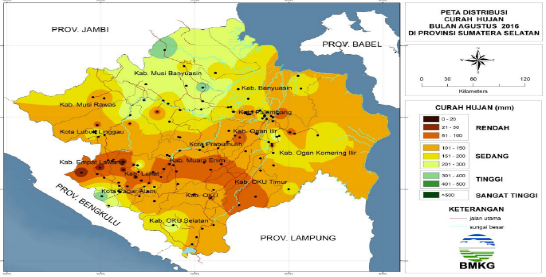 PROV. JAMBI
PROV. BABEL
Kab. Musi Banyuasin
Kab. Banyuasin
Kab. Musi Rawas
Palembang
Kota Lubuk Linggau
Kab. Ogan Ilir
Kota Prabumulih
Kab. Ogan Komering Ilir
Kab. Empat Lawang
Kab. Muara Enim
Kab. Lahat
Kab. OKU Timur
Kota Pagar Alam
Kab. OKU
PROV. BENGKULU
Kab. OKU Selatan
PROV. LAMPUNG
PETA DISTRIBUSI
CURAH HUJAN
BULAN AGUSTUS 2016
DI PROVINSI SUMATERA SELATAN
0 30 60 120
Kilometers
CURAH HUJAN (mm)
0 - 20
21 - 50 RENDAH
51 - 100
101 - 150
151 - 200 SEDANG
201 - 300
301 - 400 TINGGI
401 - 500
>500 SANGAT TINGGI
KETERANGAN
jalan utama
sungai besar
BMKG